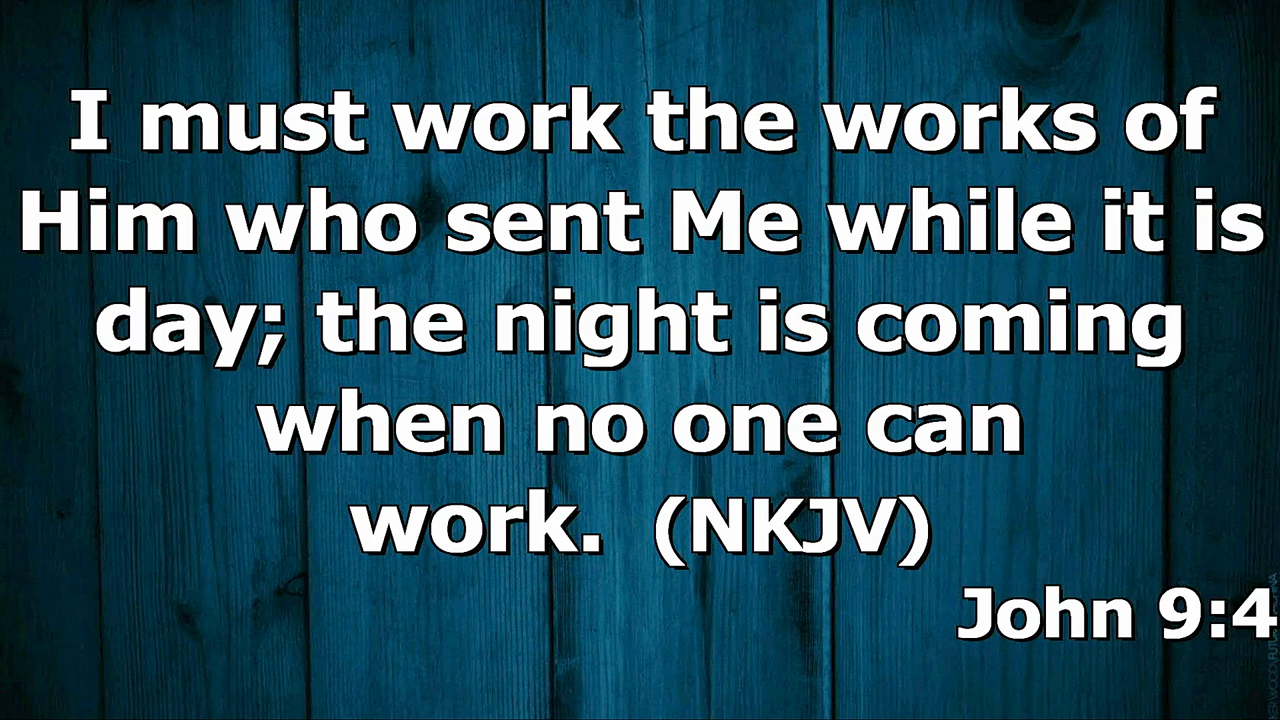 I must work the works of
Him who sent Me while it is
day; the night is coming
when no one can
work.  (NKJV)
John 9:4